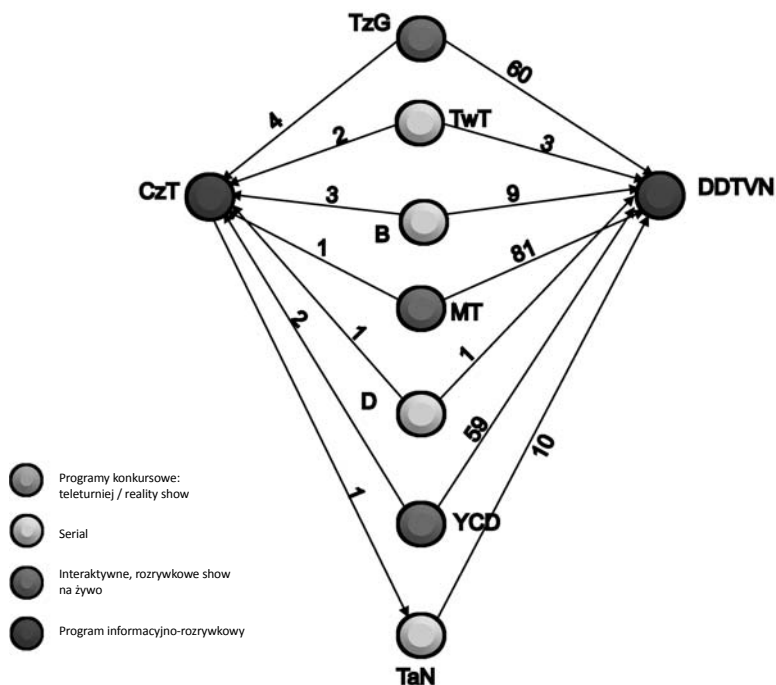 TzG
60
4
TwT
2
3
CzT
DDTVN
3
9
B
1
81
MT
2
1
1
D
59
10
1
YCD
TaN
Programy konkursowe:
teleturniej / reality show
Serial
Interaktywne, rozrywkowe show
na żywo
Program informacyjno-rozrywkowy